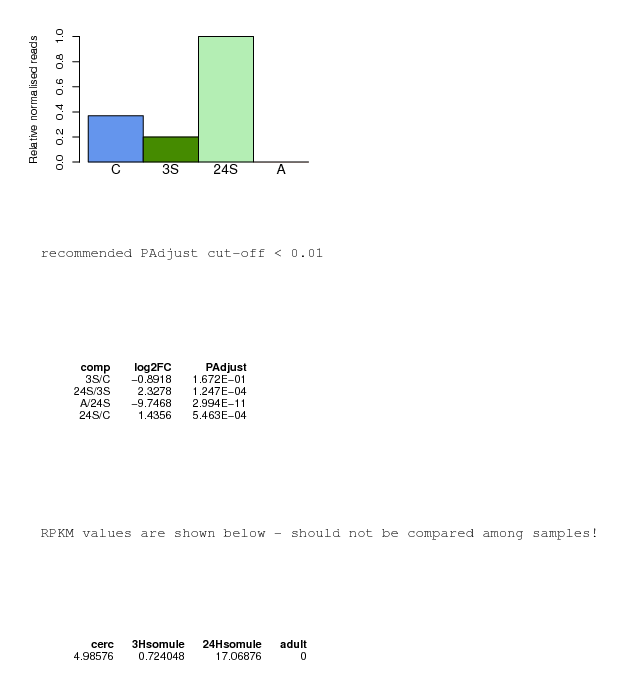 Relative normalised reads
1.0
0.8
0.6
0.4
0.2
0.0
C 3S 24S A
recommended PAdjust cut-off < 0.01
comp log2FC PAdjust
3S/C −0.8918 1.672E−01
24S/3S 2.3278 1.247E−04
A/24S −9.7468 2.994E−11
24S/C 1.4356 5.463E−04
RPKM values are shown below - should not be compared among samples!
cerc 3Hsomule 24Hsomule adult
4.98576 0.724048 17.06876 0